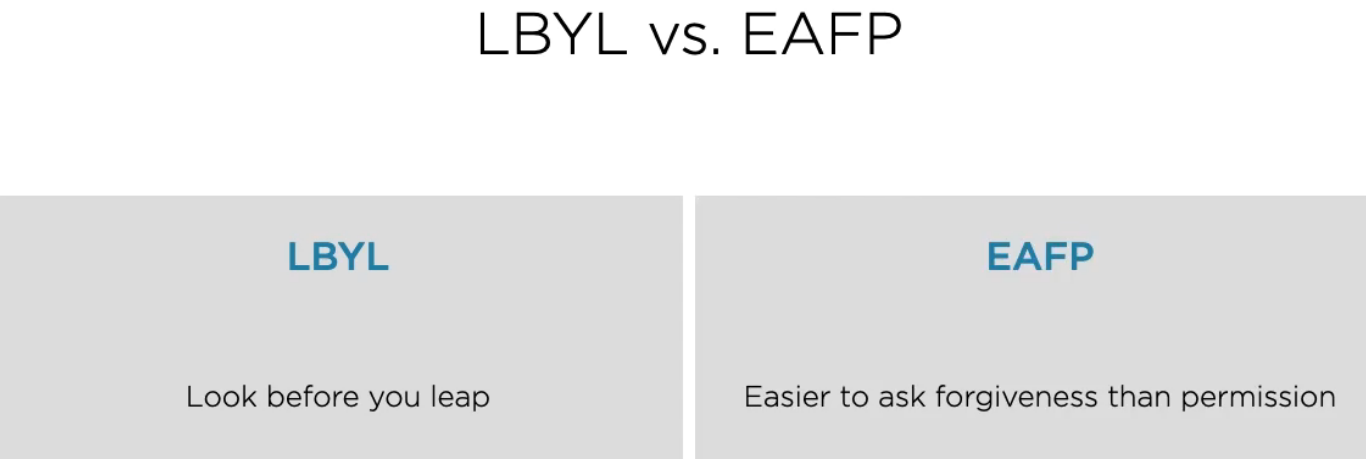 LBYL vs. EAFP
LBYL
EAFP
Look before you leap
Easier to ask forgiveness than permission